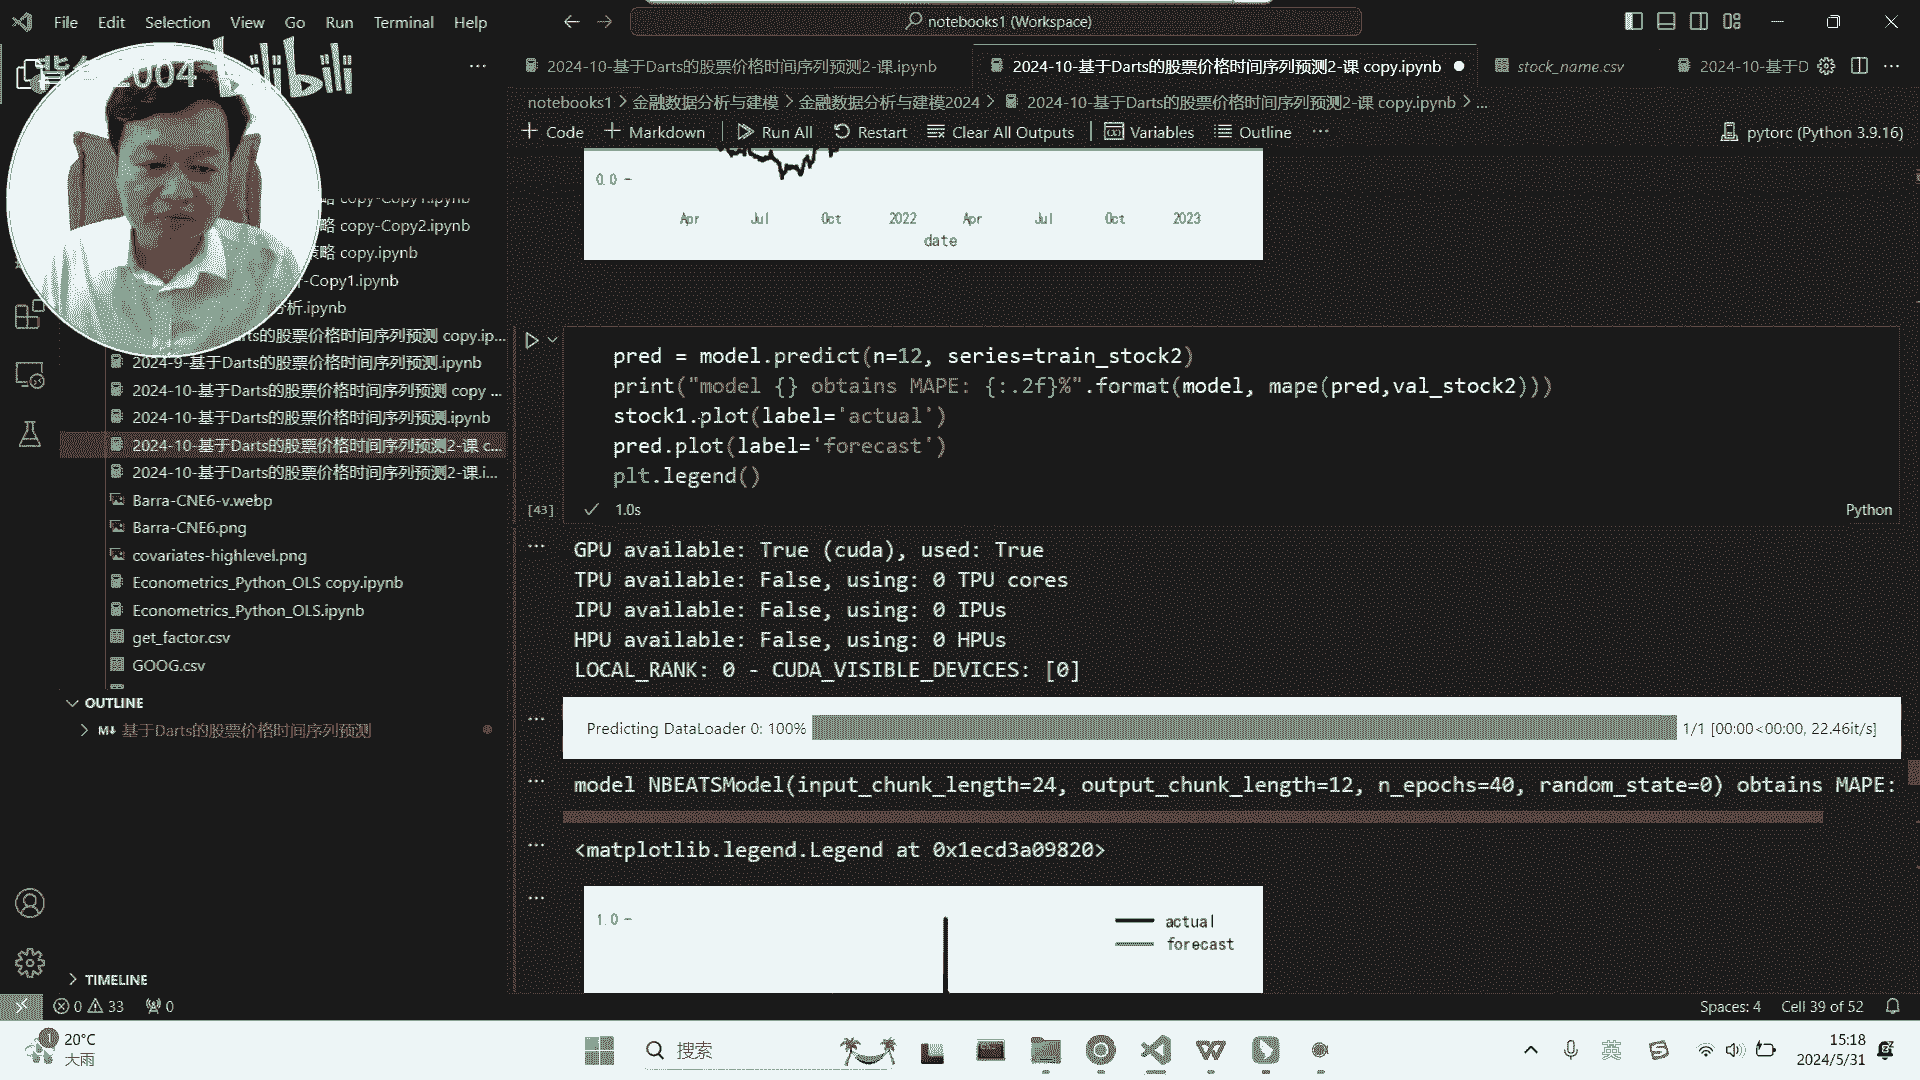 File Edit Selection View Go Run Terminal Help
notebooks1 (Workspace)
2004 bilibili
2024-10-基于Darts的股票价格时间序列预测2-课.ipynb
2024-10-基于Darts的股票价格时间序列预测2-课 copy.ipynb
stock_name.csv
2024-10-基于D
notebooks1 > 金融数据分析与建模 > 金融数据分析与建模2024 > 2024-10-基于Darts的股票价格时间序列预测2-课 copy.ipynb > ...
+ Code + Markdown Run All Restart Clear All Outputs Variables Outline ...
pytorc (Python 3.9.16)
略 copy-Copy1.ipynb
略 copy-Copy2.ipynb
策略 copy.ipynb
-Copy1.ipynb
分析.ipynb
rts的股票价格时间序列预测 copy.ip...
2024-9-基于Darts的股票价格时间序列预测.ipynb
2024-10-基于Darts的股票价格时间序列预测 copy ...
2024-10-基于Darts的股票价格时间序列预测.ipynb
2024-10-基于Darts的股票价格时间序列预测2-课 c...
2024-10-基于Darts的股票价格时间序列预测2-课.i...
Barra-CNE6-v.webp
Barra-CNE6.png
covariates-highlevel.png
Econometrics_Python_OLS copy.ipynb
Econometrics_Python_OLS.ipynb
get_factor.csv
GOOG.csv
OUTLINE
M↓ 基于Darts的股票价格时间序列预测
TIMELINE
0.0
Apr Jul Oct 2022 Apr Jul Oct 2023
date
pred = model.predict(n=12, series=train_stock2)
print("model {} obtains MAPE: {:.2f}%".format(model, mape(pred,val_stock2)))
stock1.plot(label='actual')
pred.plot(label='forecast')
plt.legend()
[43] ✓ 1.0s
Python
GPU available: True (cuda), used: True
TPU available: False, using: 0 TPU cores
IPU available: False, using: 0 IPUs
HPU available: False, using: 0 HPUs
LOCAL_RANK: 0 - CUDA_VISIBLE_DEVICES: [0]
Predicting DataLoader 0: 100% 1/1 [00:00<00:00, 22.46it/s]
model NBEATSModel(input_chunk_length=24, output_chunk_length=12, n_epochs=40, random_state=0) obtains MAPE:
<matplotlib.legend.Legend at 0x1ecd3a09820>
1.0
actual
forecast
0 33 0
Spaces: 4 Cell 39 of 52
1
20°C
大雨
搜索
英
15:18
2024/5/31